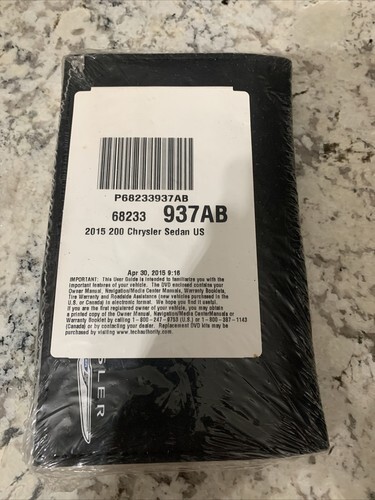 P68233937AB
68233 937AB
2015 200 Chrysler Sedan US
Apr 30, 2015 9:16
IMPORTANT: This User Guide is intended to familiarize you with the
important features of your vehicle. The DVD enclosed contains your
Owner Manual, Navigation/Media Center Manuals, Warranty Booklets,
Tire Warranty and Roadside Assistance (new vehicles purchased in the
U.S. or Canada) in electronic format. We hope you find it useful.
If you are the first registered owner of your vehicle, you may obtain
a printed copy of the Owner Manual, Navigation/Media CenterManuals or
Warranty Booklet by calling 1-800-247-9753 (U.S.) or 1-800-387-1143
(Canada) or by contacting your dealer. Replacement DVD kits may be
purchased by visiting www.techauthority.com
SLER